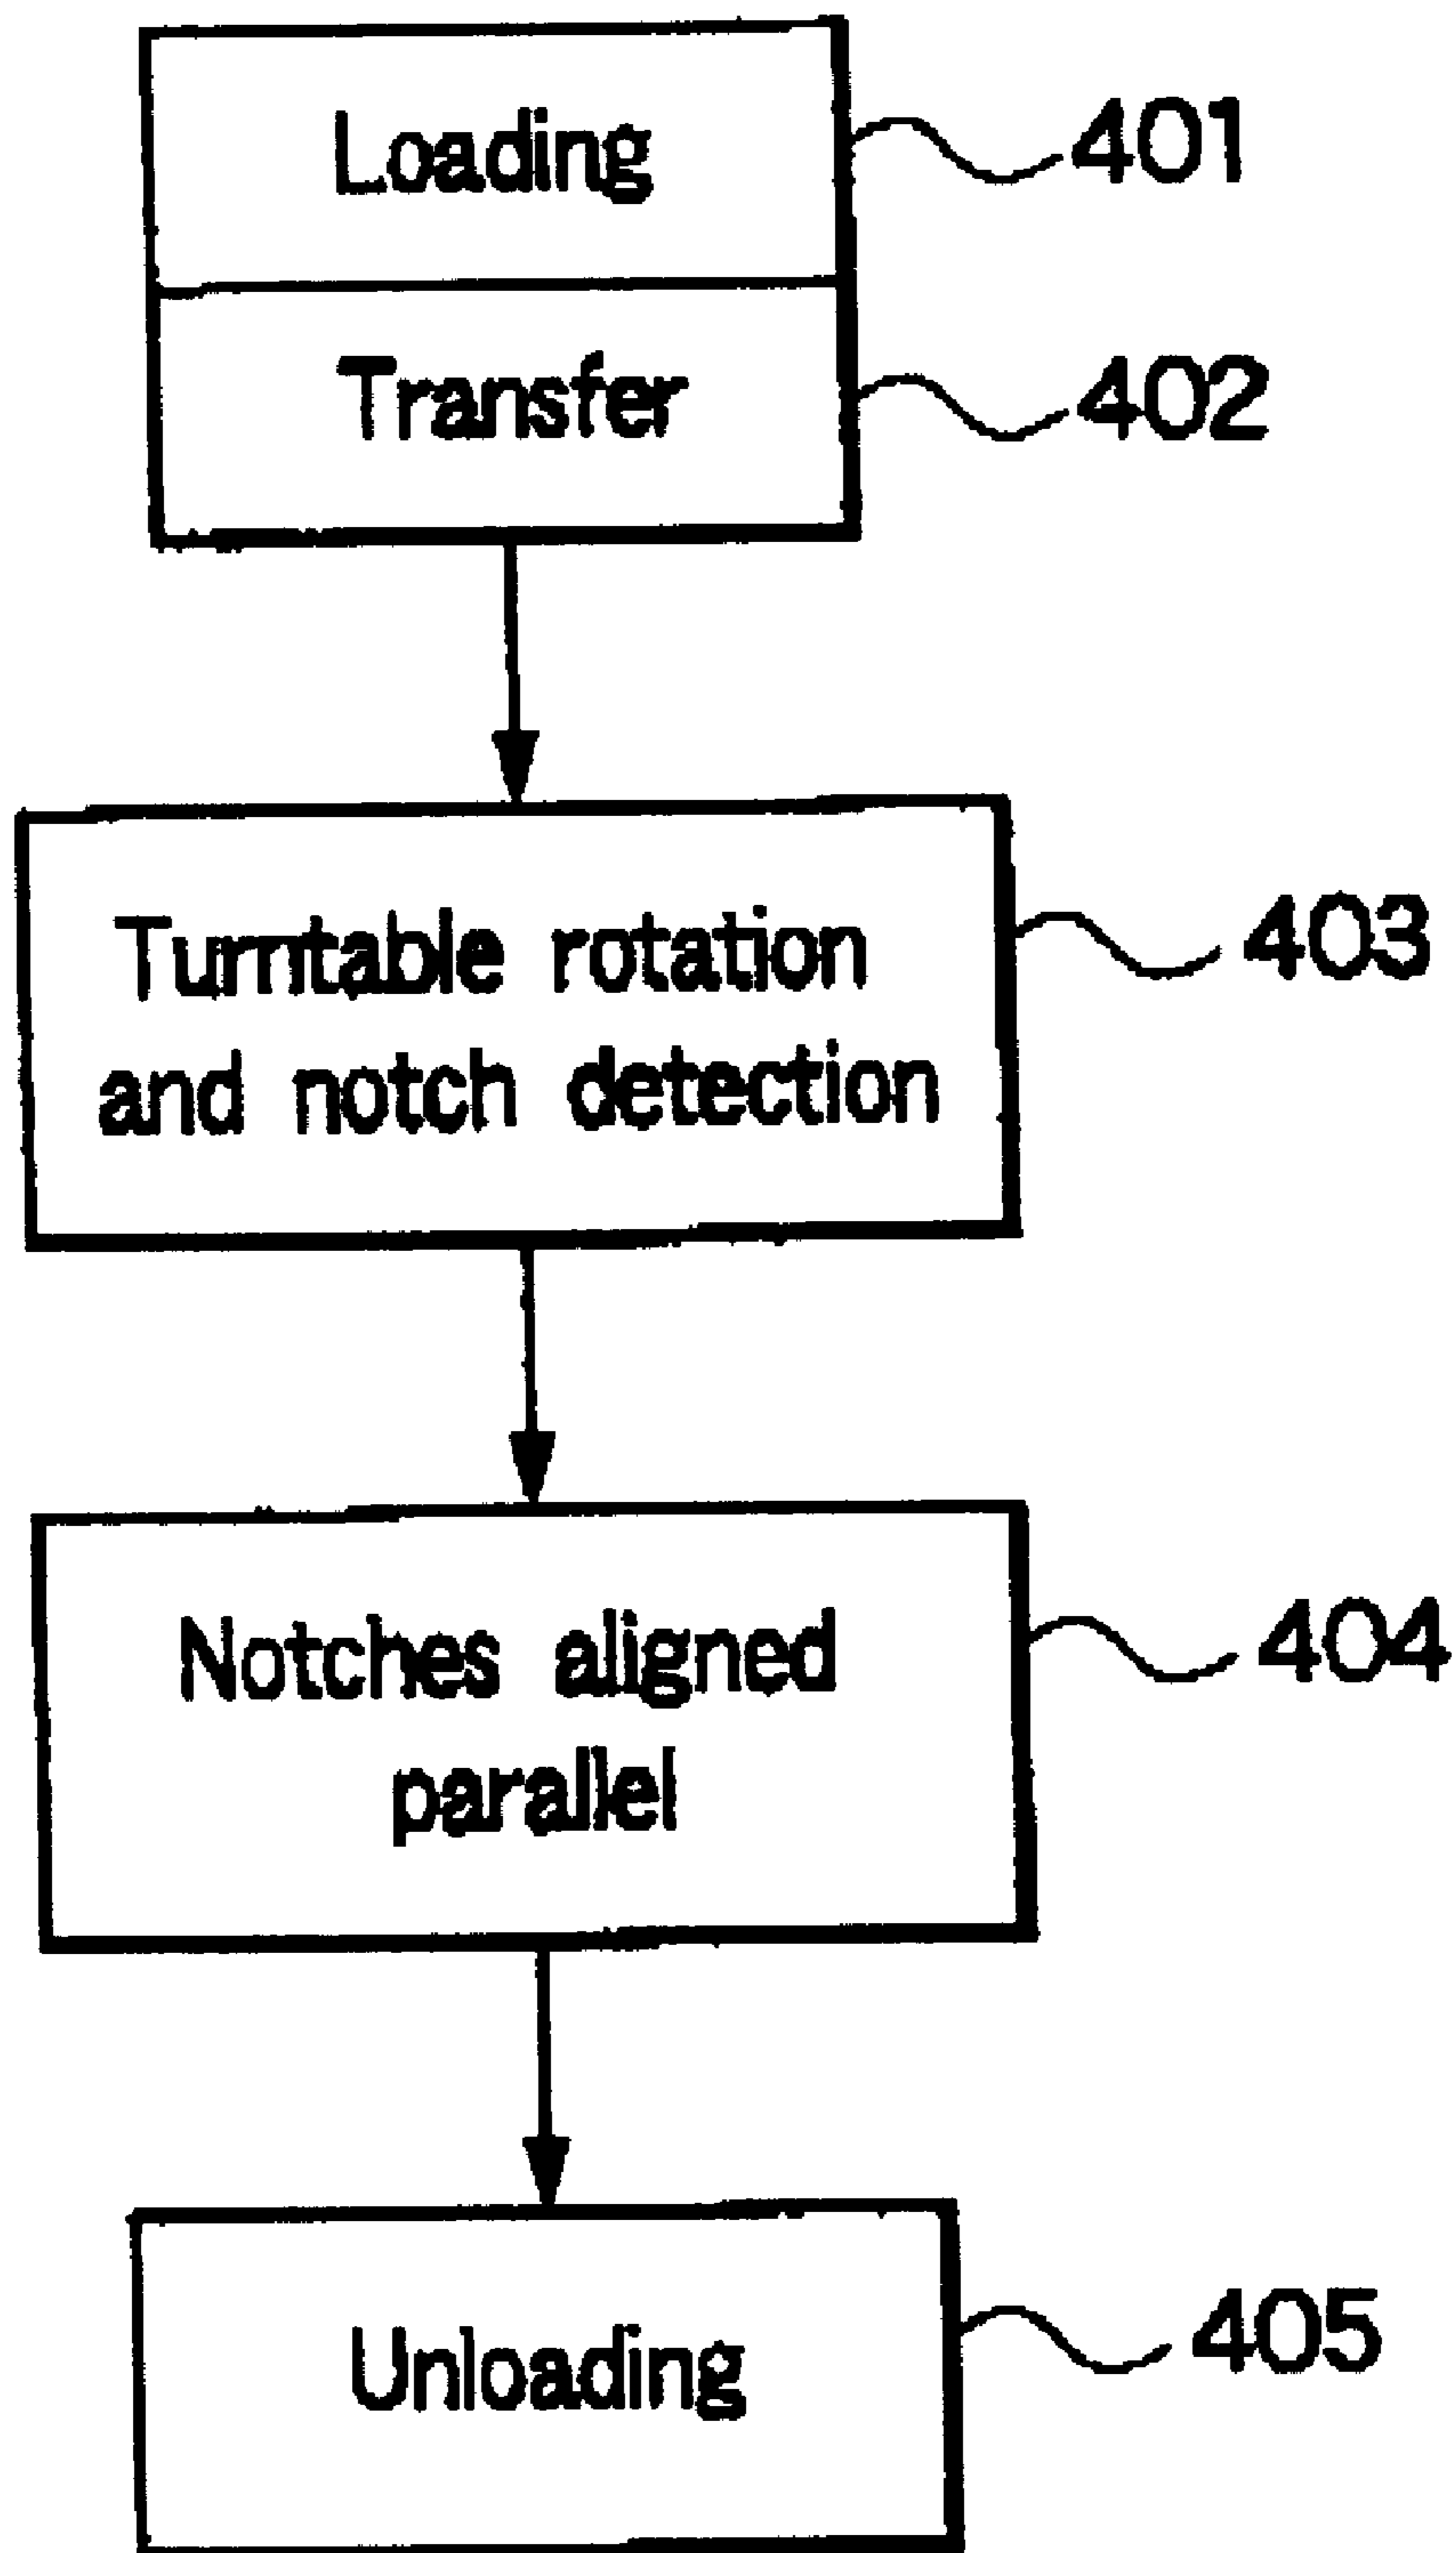 Loading
401
Transfer
402
Turntable rotation
and notch detection
403
Notches aligned
parallel
404
Unloading
405